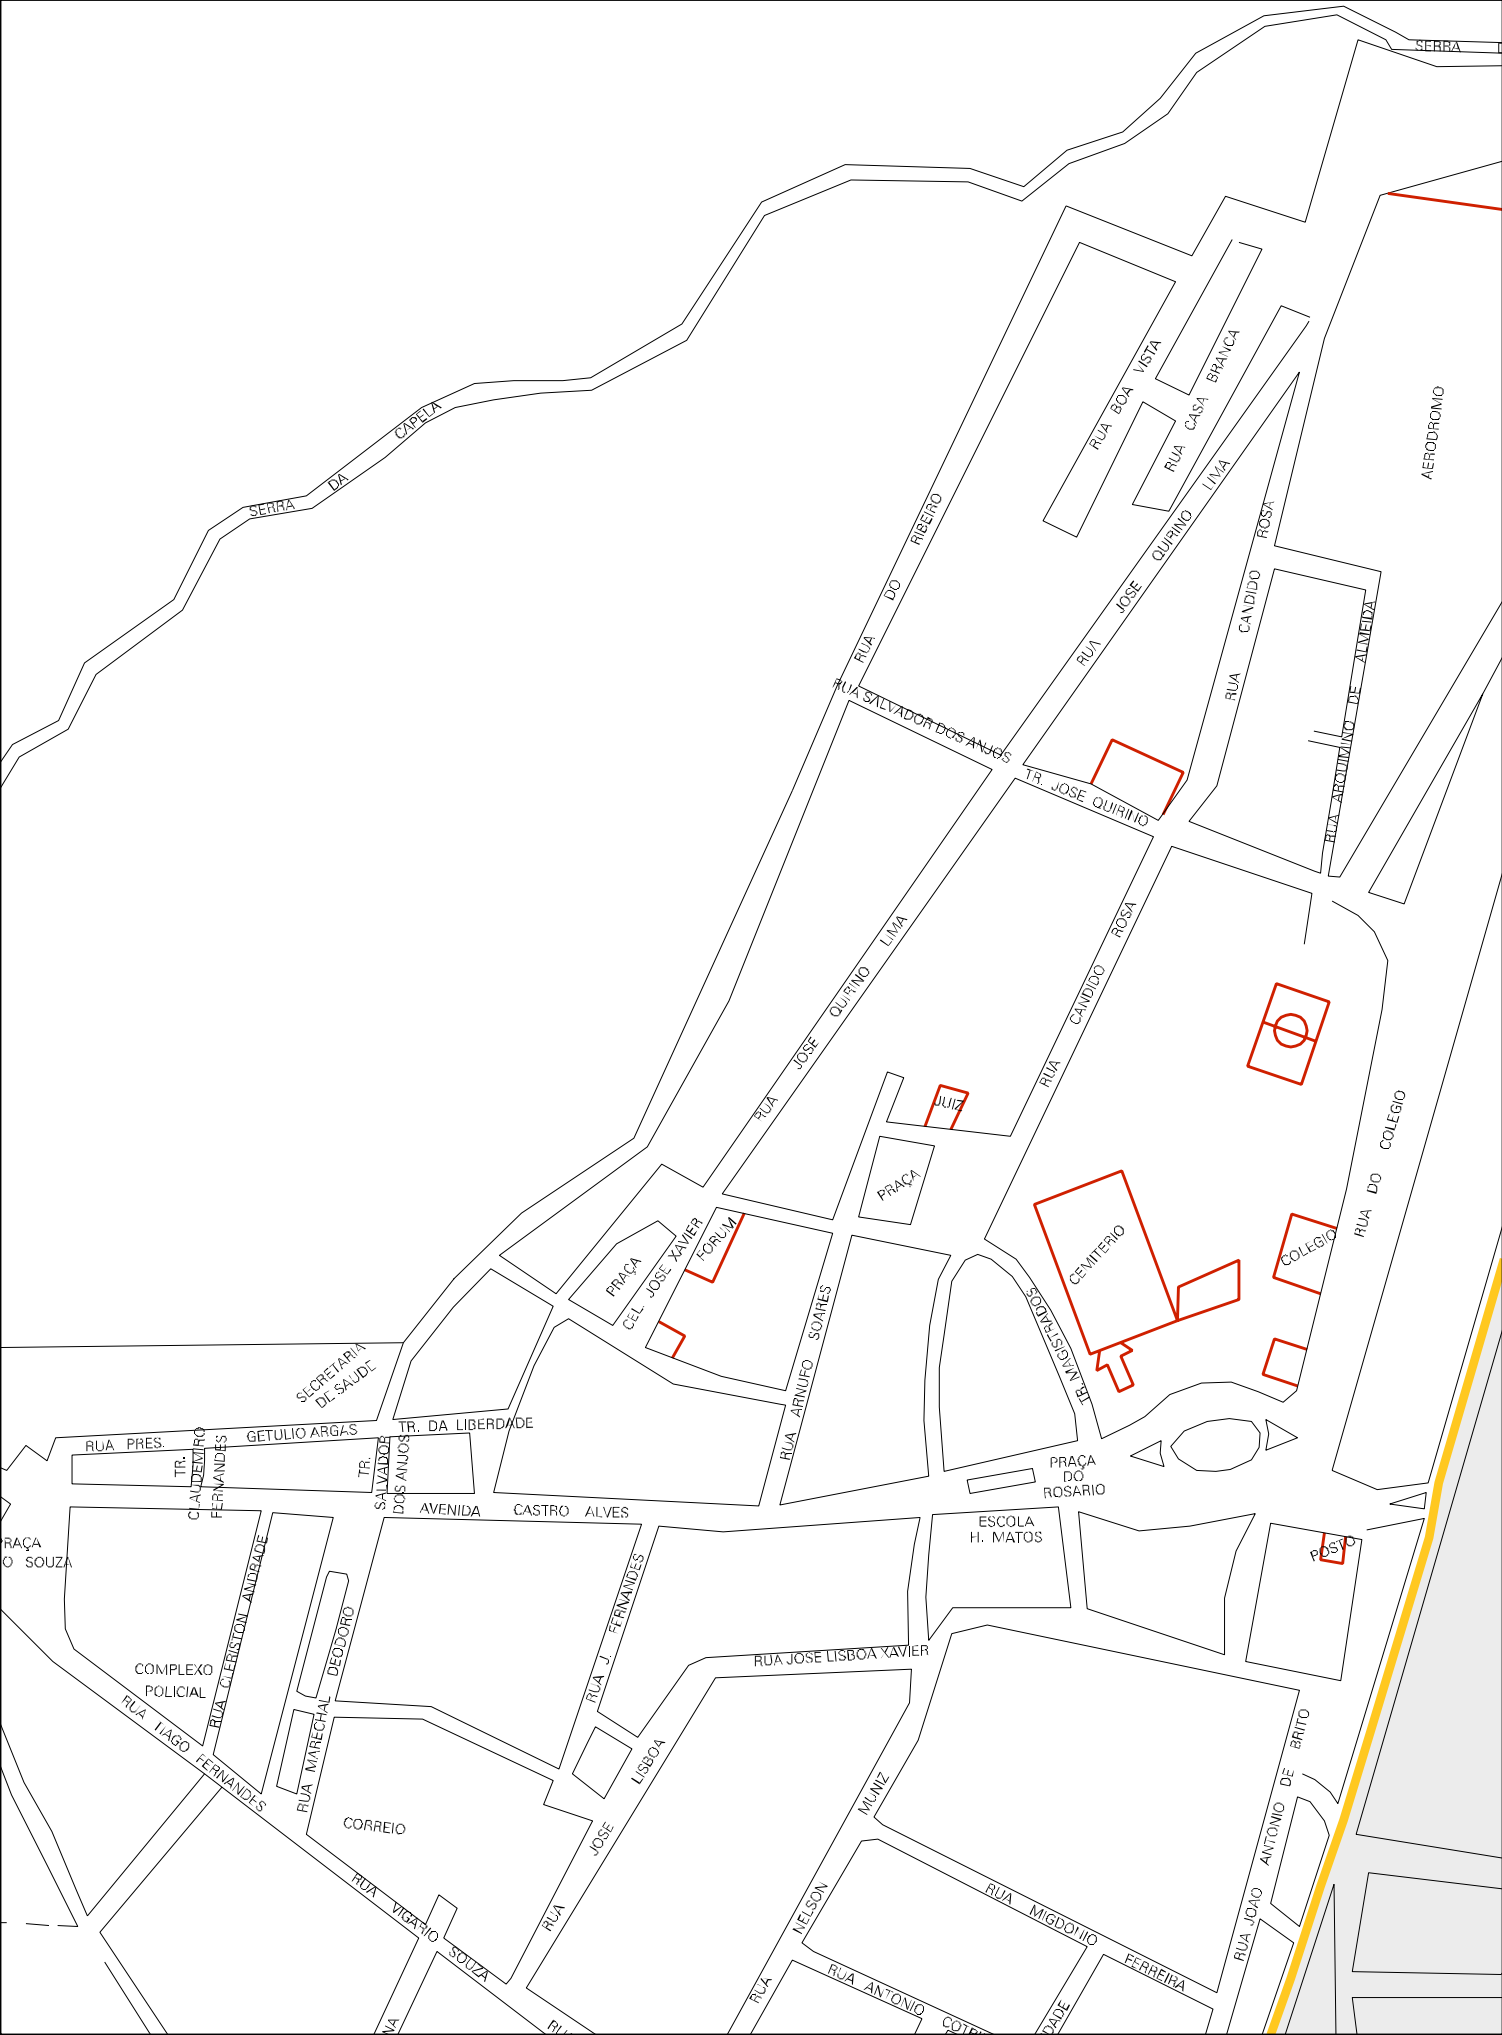 SERRA
SERRA DA CAPELA
RUA BOA VISTA
RUA CASA BRANCA
AERODROMO
RUA DO RIBEIRO
RUA JOSE QUIRINO LIMA
RUA CANDIDO ROSA
RUA ARQUIMINO DE ALMEIDA
RUA SALVADOR DOS ANJOS
TR. JOSE QUIRINO
RUA JOSE QUIRINO LIMA
RUA CANDIDO ROSA
JUIZ
PRAÇA
RUA DO COLEGIO
CEMITERIO
COLEGIO
FORUM
PRAÇA
CEL. JOSE XAVIER
RUA ARNUFO SOARES
TR. MAGISTRADOS
SECRETARIA
DE SAUDE
RUA PRES. GETULIO ARGAS
TR. DA LIBERDADE
TR.
CLAUDEMIRO
FERNANDES
TR.
SALVADOR
DOS ANJOS
PRAÇA
DO
ROSARIO
AVENIDA CASTRO ALVES
ESCOLA
H. MATOS
POSTO
PRAÇA
O SOUZA
RUA CLERISTON ANDRADE
RUA MARECHAL DEODORO
RUA J. FERNANDES
RUA JOSE LISBOA XAVIER
COMPLEXO
POLICIAL
RUA TIAGO FERNANDES
CORREIO
RUA JOSE LISBOA
RUA NELSON MUNIZ
RUA JOAO ANTONIO DE BRITO
RUA VIGARIO SOUZA
RUA MIGDONIO FERREIRA
RUA ANTONIO
DADE
NA